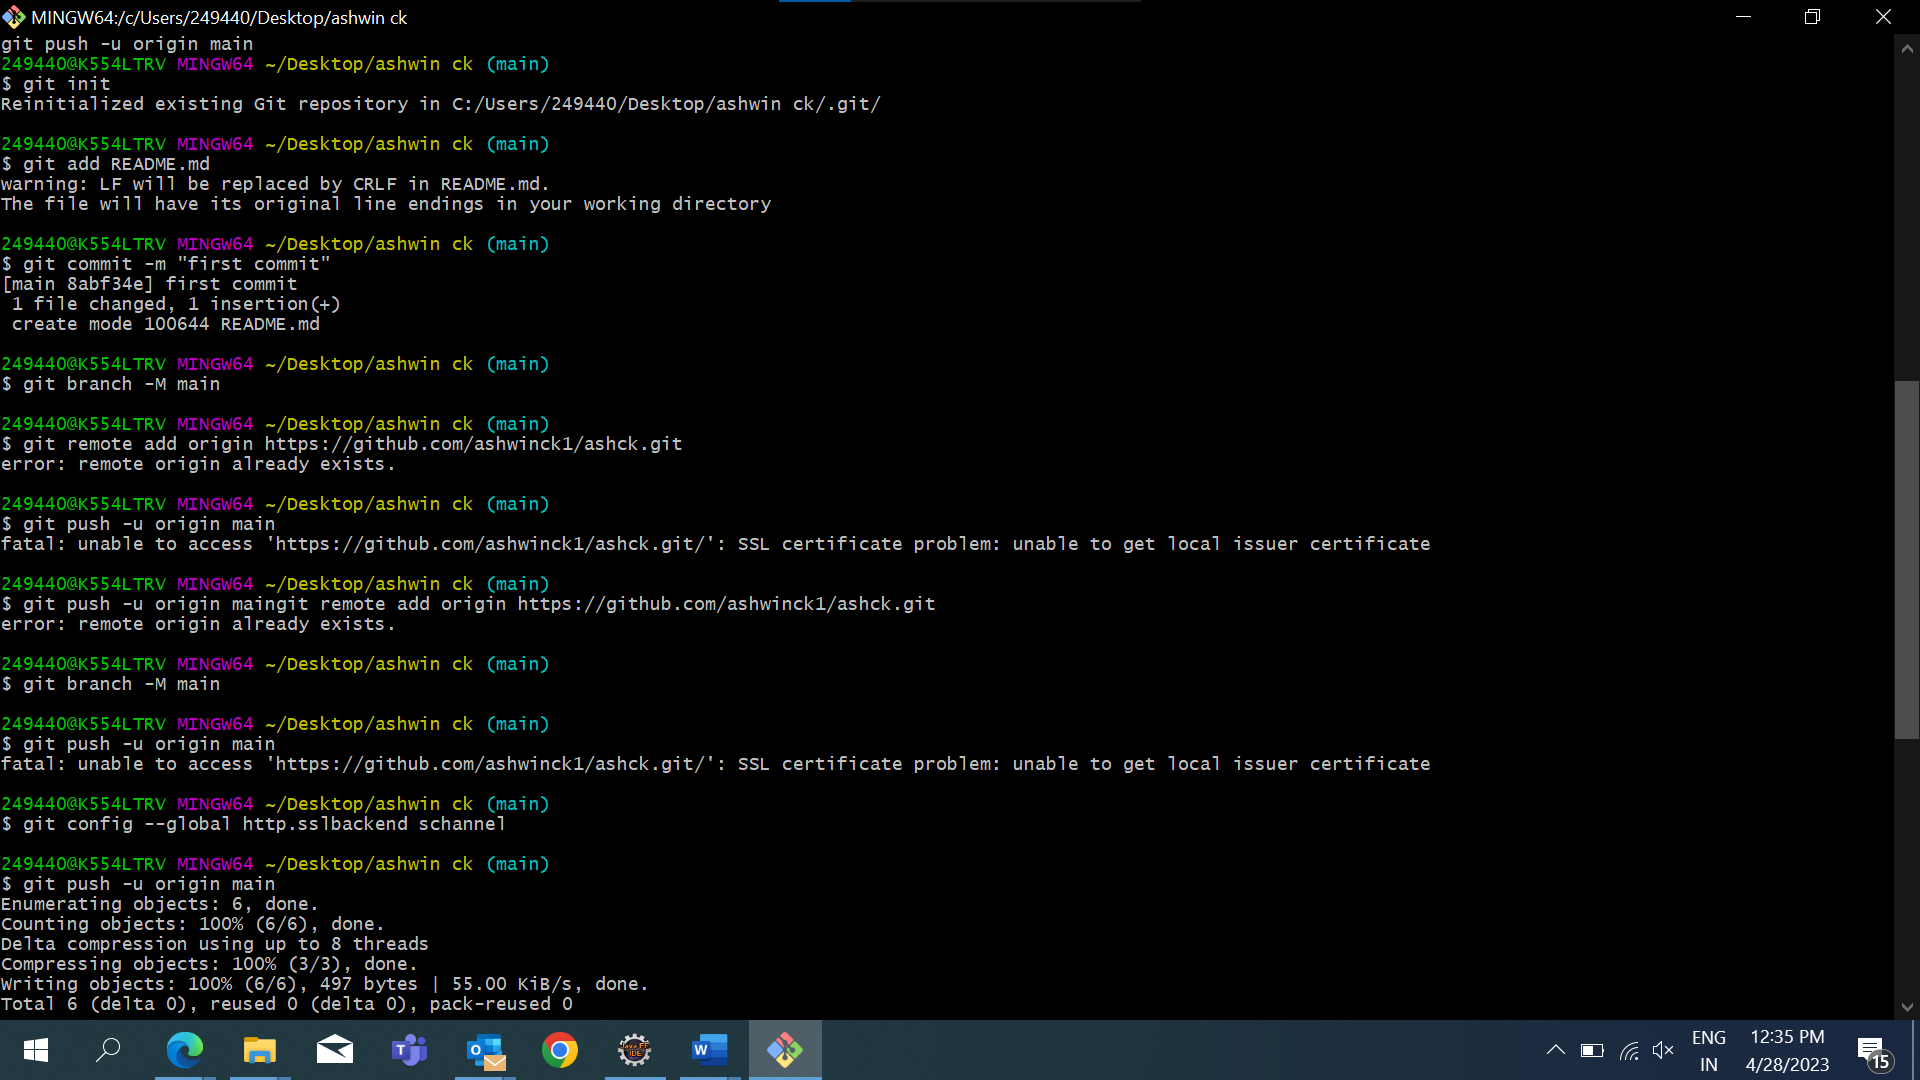 MINGW64:/c/Users/249440/Desktop/ashwin ck
git push -u origin main
249440@K554LTRV MINGW64 ~/Desktop/ashwin ck (main)
$ git init
Reinitialized existing Git repository in C:/Users/249440/Desktop/ashwin ck/.git/

249440@K554LTRV MINGW64 ~/Desktop/ashwin ck (main)
$ git add README.md
warning: LF will be replaced by CRLF in README.md.
The file will have its original line endings in your working directory

249440@K554LTRV MINGW64 ~/Desktop/ashwin ck (main)
$ git commit -m "first commit"
[main 8abf34e] first commit
 1 file changed, 1 insertion(+)
 create mode 100644 README.md

249440@K554LTRV MINGW64 ~/Desktop/ashwin ck (main)
$ git branch -M main

249440@K554LTRV MINGW64 ~/Desktop/ashwin ck (main)
$ git remote add origin https://github.com/ashwinck1/ashck.git
error: remote origin already exists.

249440@K554LTRV MINGW64 ~/Desktop/ashwin ck (main)
$ git push -u origin main
fatal: unable to access 'https://github.com/ashwinck1/ashck.git/': SSL certificate problem: unable to get local issuer certificate

249440@K554LTRV MINGW64 ~/Desktop/ashwin ck (main)
$ git push -u origin maingit remote add origin https://github.com/ashwinck1/ashck.git
error: remote origin already exists.

249440@K554LTRV MINGW64 ~/Desktop/ashwin ck (main)
$ git branch -M main

249440@K554LTRV MINGW64 ~/Desktop/ashwin ck (main)
$ git push -u origin main
fatal: unable to access 'https://github.com/ashwinck1/ashck.git/': SSL certificate problem: unable to get local issuer certificate

249440@K554LTRV MINGW64 ~/Desktop/ashwin ck (main)
$ git config --global http.sslbackend schannel

249440@K554LTRV MINGW64 ~/Desktop/ashwin ck (main)
$ git push -u origin main
Enumerating objects: 6, done.
Counting objects: 100% (6/6), done.
Delta compression using up to 8 threads
Compressing objects: 100% (3/3), done.
Writing objects: 100% (6/6), 497 bytes | 55.00 KiB/s, done.
Total 6 (delta 0), reused 0 (delta 0), pack-reused 0
Java EE
IDE
ENG
IN
12:35 PM
4/28/2023
15